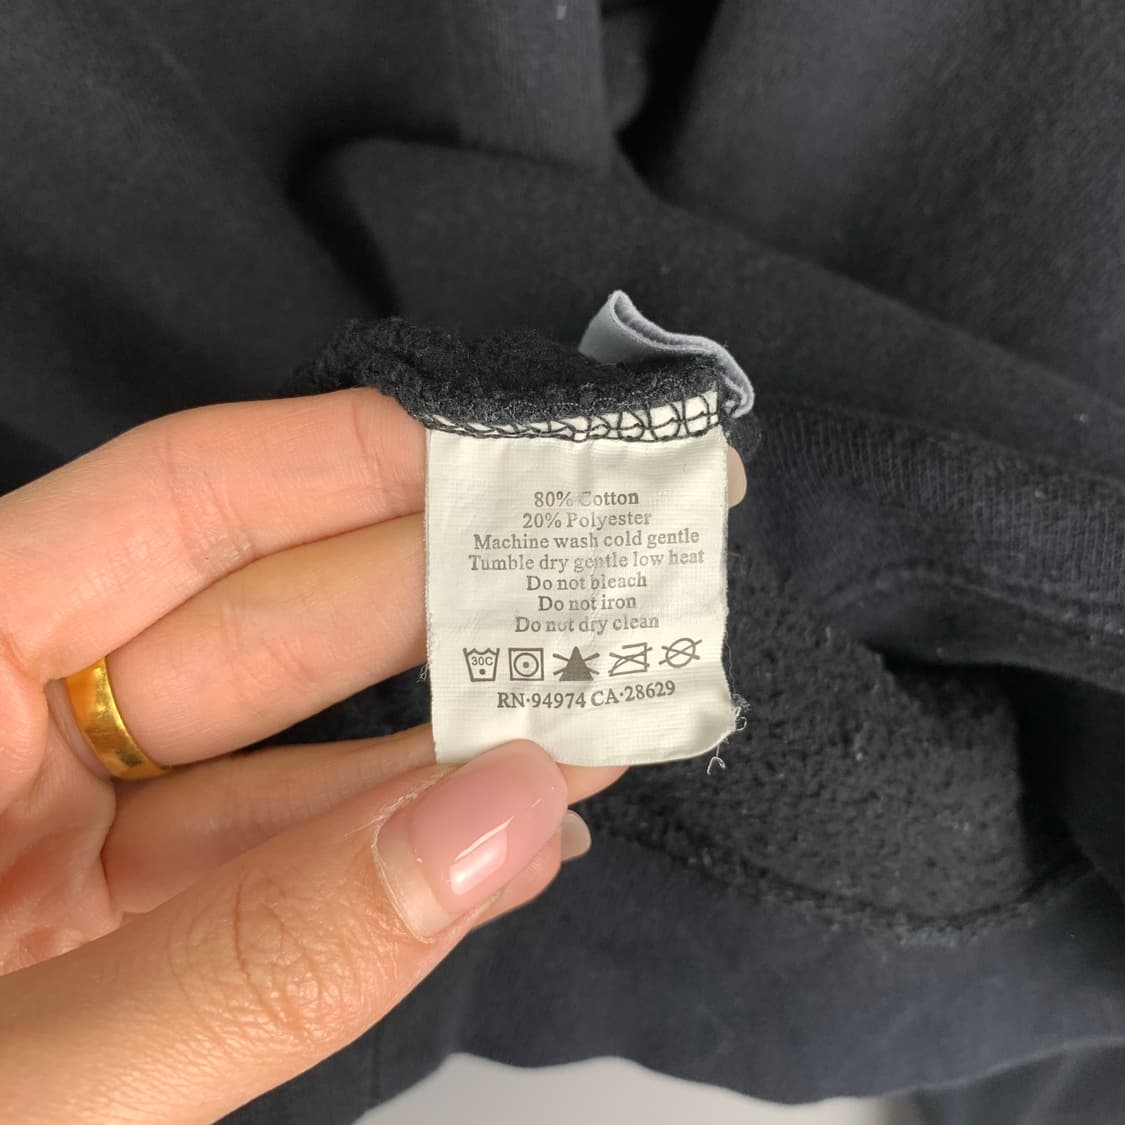 80% Cotton
20% Polyester
Machine wash cold gentle
Tumble dry gentle low heat
Do not bleach
Do not iron
Do not dry clean
30C
RN·94974 CA·28629